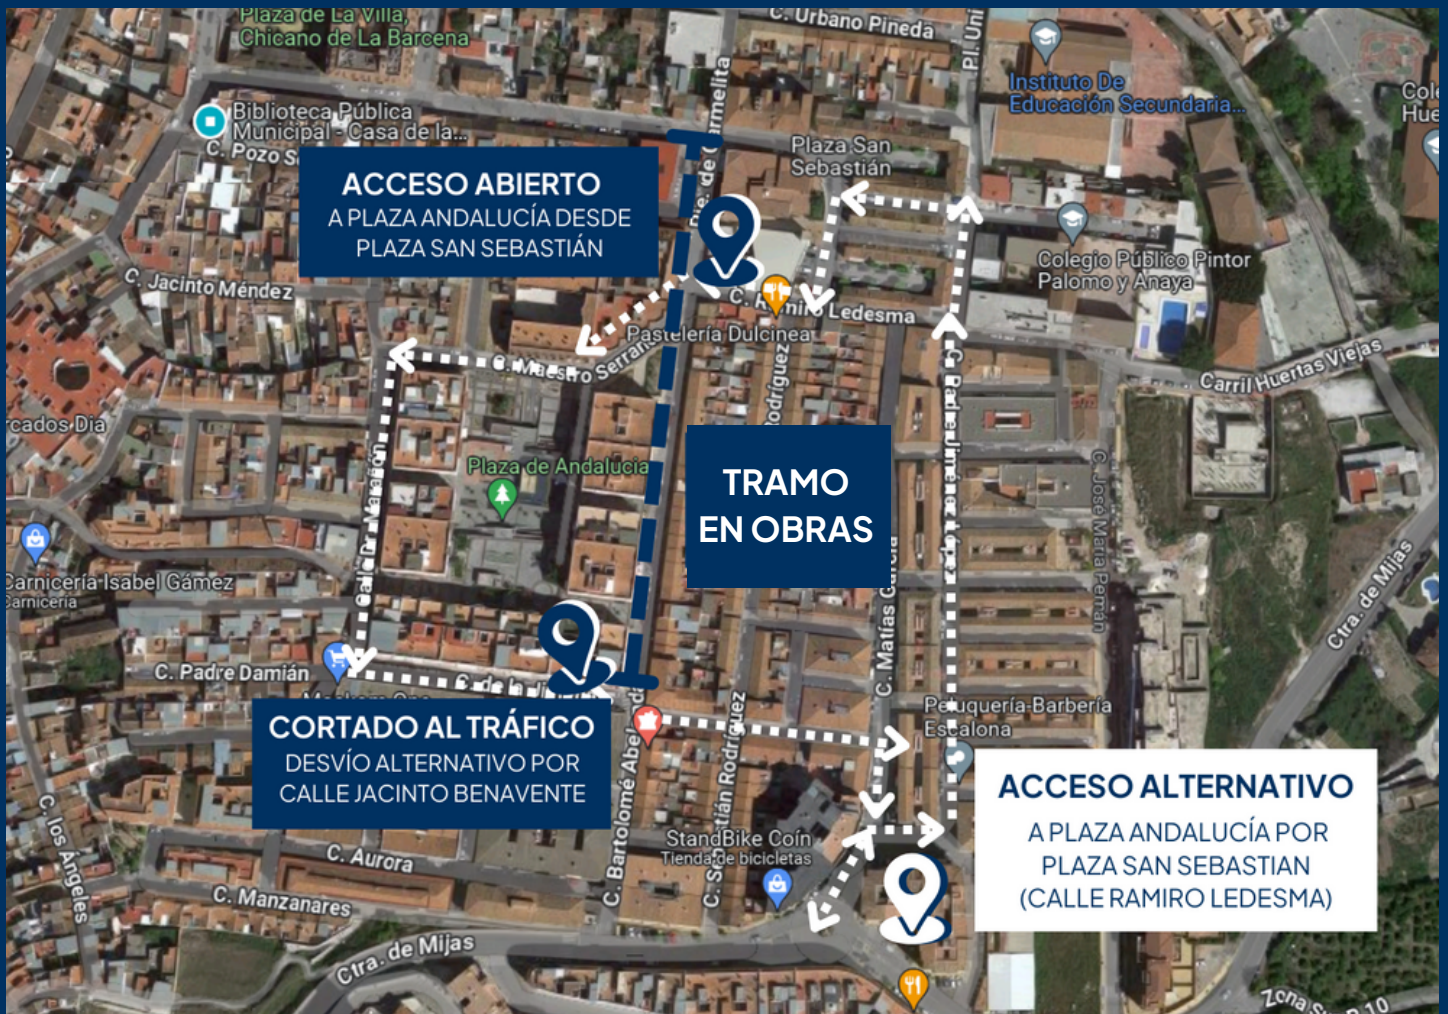 Plaza de La Villa,
Chicano de La Barcena
C. Urbano Pineda
Pl. Uni
Instituto De
Educación Secundaria...
Biblioteca Pública
Municipal - Casa de la...
C. Pozo
Plaza San
Sebastián
ACCESO ABIERTO
A PLAZA ANDALUCÍA DESDE
PLAZA SAN SEBASTIÁN
Colegio Público Pintor
Palomo y Anaya
C. Jacinto Méndez
Ledesma
Pastelería Dulcinea
C. Maestro
Carril Huertas Viejas
Rodríguez
cados Dia
Plaza de Andalucia
TRAMO
EN OBRAS
C. José María Pemán
Carnicería Isabel Gámez
Carnicería
C. Matías
Ctra. de Mijas
C. Padre Damián
CORTADO AL TRÁFICO
DESVÍO ALTERNATIVO POR
CALLE JACINTO BENAVENTE
Peluquería-Barbería
Escalona
ACCESO ALTERNATIVO
A PLAZA ANDALUCÍA POR
PLAZA SAN SEBASTIAN
(CALLE RAMIRO LEDESMA)
C. Bartolomé
StandBike Coín
Tienda de bicicletas
C. los Ángeles
C. Aurora
C. Manzanares
Ctra. de Mijas